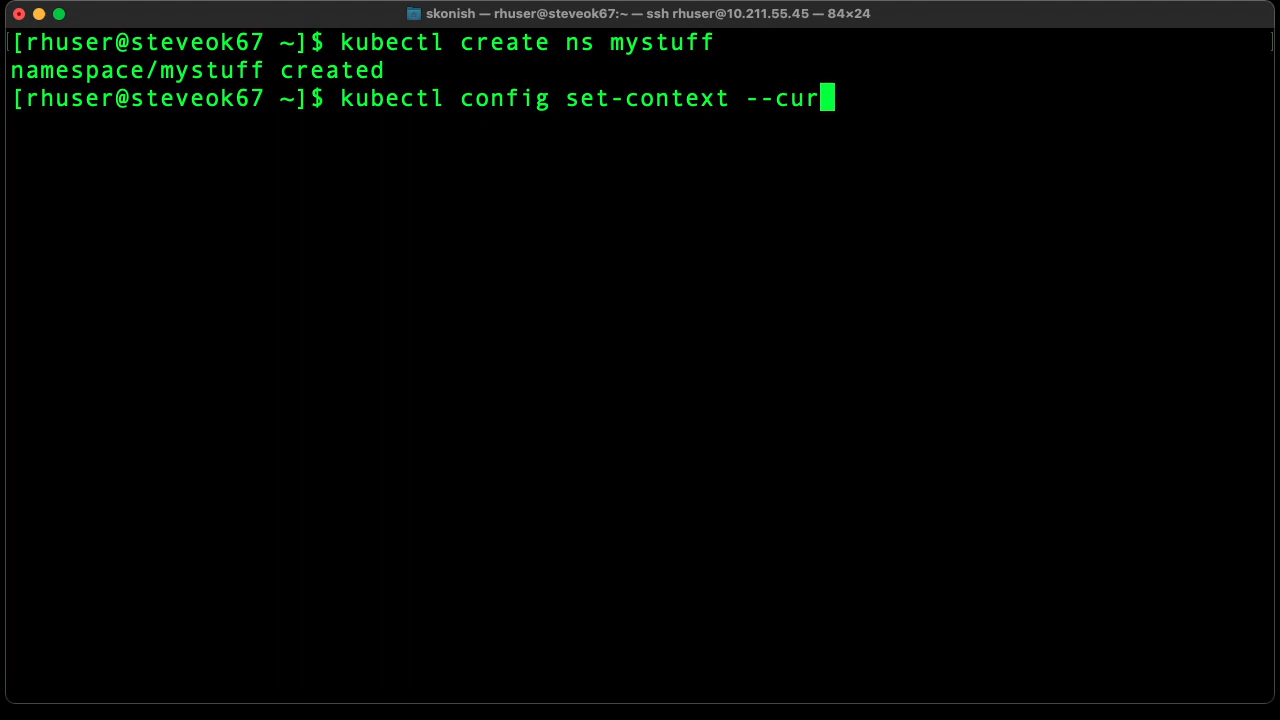 skonish — rhuser@steveok67:~ — ssh rhuser@10.211.55.45 — 84×24
[rhuser@steveok67 ~]$ kubectl create ns mystuff
namespace/mystuff created
[rhuser@steveok67 ~]$ kubectl config set-context --cur